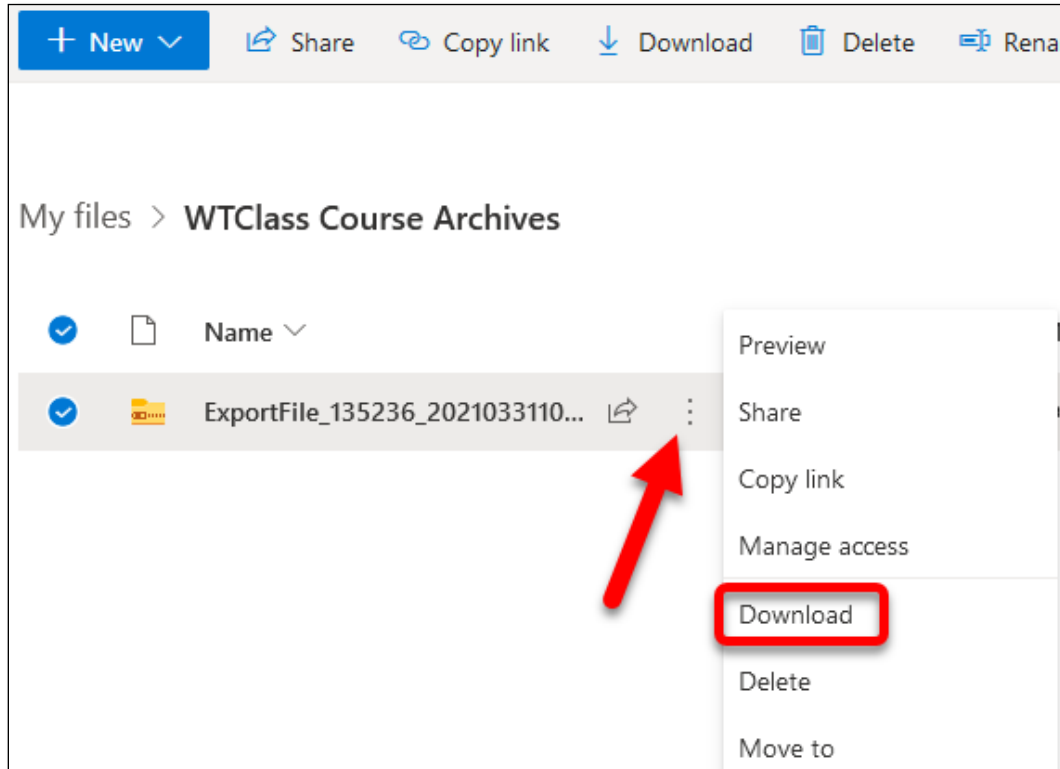 New Share Copy link Download Delete Rena
My files > WTClass Course Archives
Name
Preview
ExportFile_135236_2021033110...
Share
Copy link
Manage access
Download
Delete
Move to